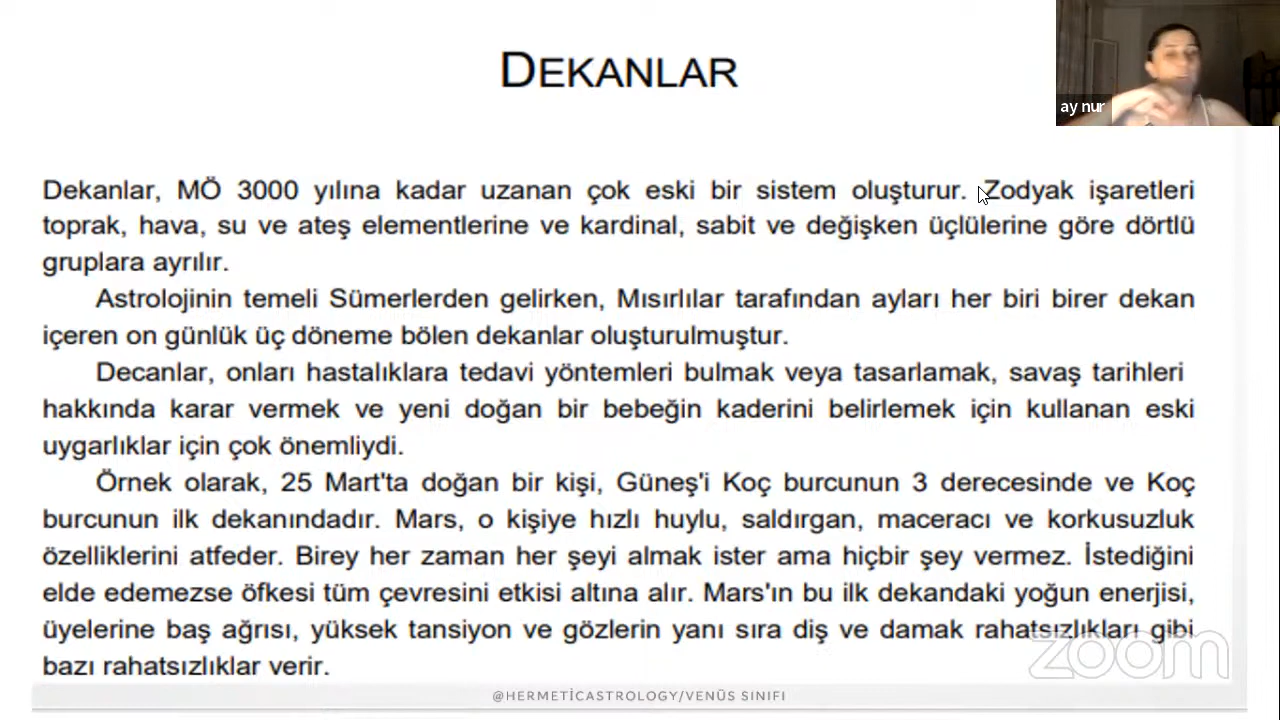 DEKANLAR
ay nur
Dekanlar, MÖ 3000 yılına kadar uzanan çok eski bir sistem oluşturur. Zodyak işaretleri
toprak, hava, su ve ateş elementlerine ve kardinal, sabit ve değişken üçlülerine göre dörtlü
gruplara ayrılır.
Astrolojinin temeli Sümerlerden gelirken, Mısırlılar tarafından ayları her biri birer dekan
içeren on günlük üç döneme bölen dekanlar oluşturulmuştur.
Decanlar, onları hastalıklara tedavi yöntemleri bulmak veya tasarlamak, savaş tarihleri
hakkında karar vermek ve yeni doğan bir bebeğin kaderini belirlemek için kullanan eski
uygarlıklar için çok önemliydi.
Örnek olarak, 25 Mart'ta doğan bir kişi, Güneş'i Koç burcunun 3 derecesinde ve Koç
burcunun ilk dekanındadır. Mars, o kişiye hızlı huylu, saldırgan, maceracı ve korkusuzluk
özelliklerini atfeder. Birey her zaman her şeyi almak ister ama hiçbir şey vermez. İstediğini
elde edemezse öfkesi tüm çevresini etkisi altına alır. Mars'ın bu ilk dekandaki yoğun enerjisi,
üyelerine baş ağrısı, yüksek tansiyon ve gözlerin yanı sıra diş ve damak rahatsızlıkları gibi
bazı rahatsızlıklar verir.
zoom
@HERMETİCASTROLOGY/VENÜS SINIFI